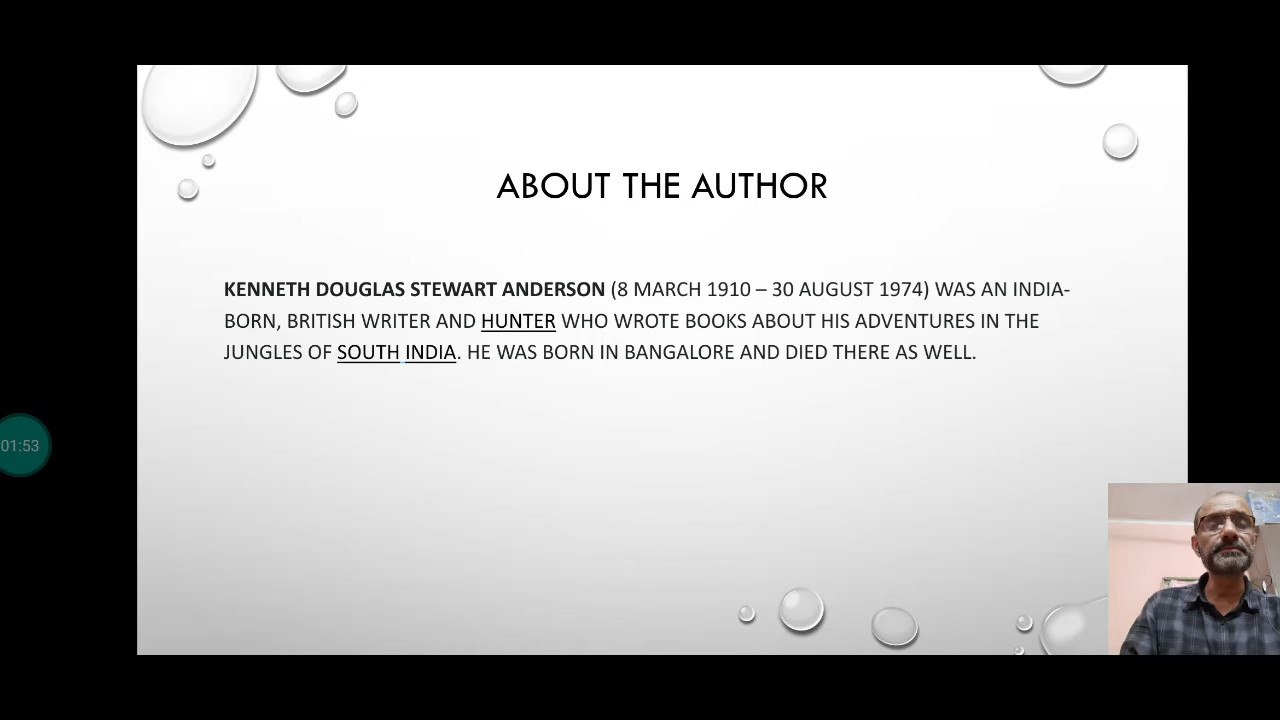 ABOUT THE AUTHOR
KENNETH DOUGLAS STEWART ANDERSON (8 MARCH 1910 – 30 AUGUST 1974) WAS AN INDIA-
BORN, BRITISH WRITER AND HUNTER WHO WROTE BOOKS ABOUT HIS ADVENTURES IN THE
JUNGLES OF SOUTH INDIA. HE WAS BORN IN BANGALORE AND DIED THERE AS WELL.
01:53